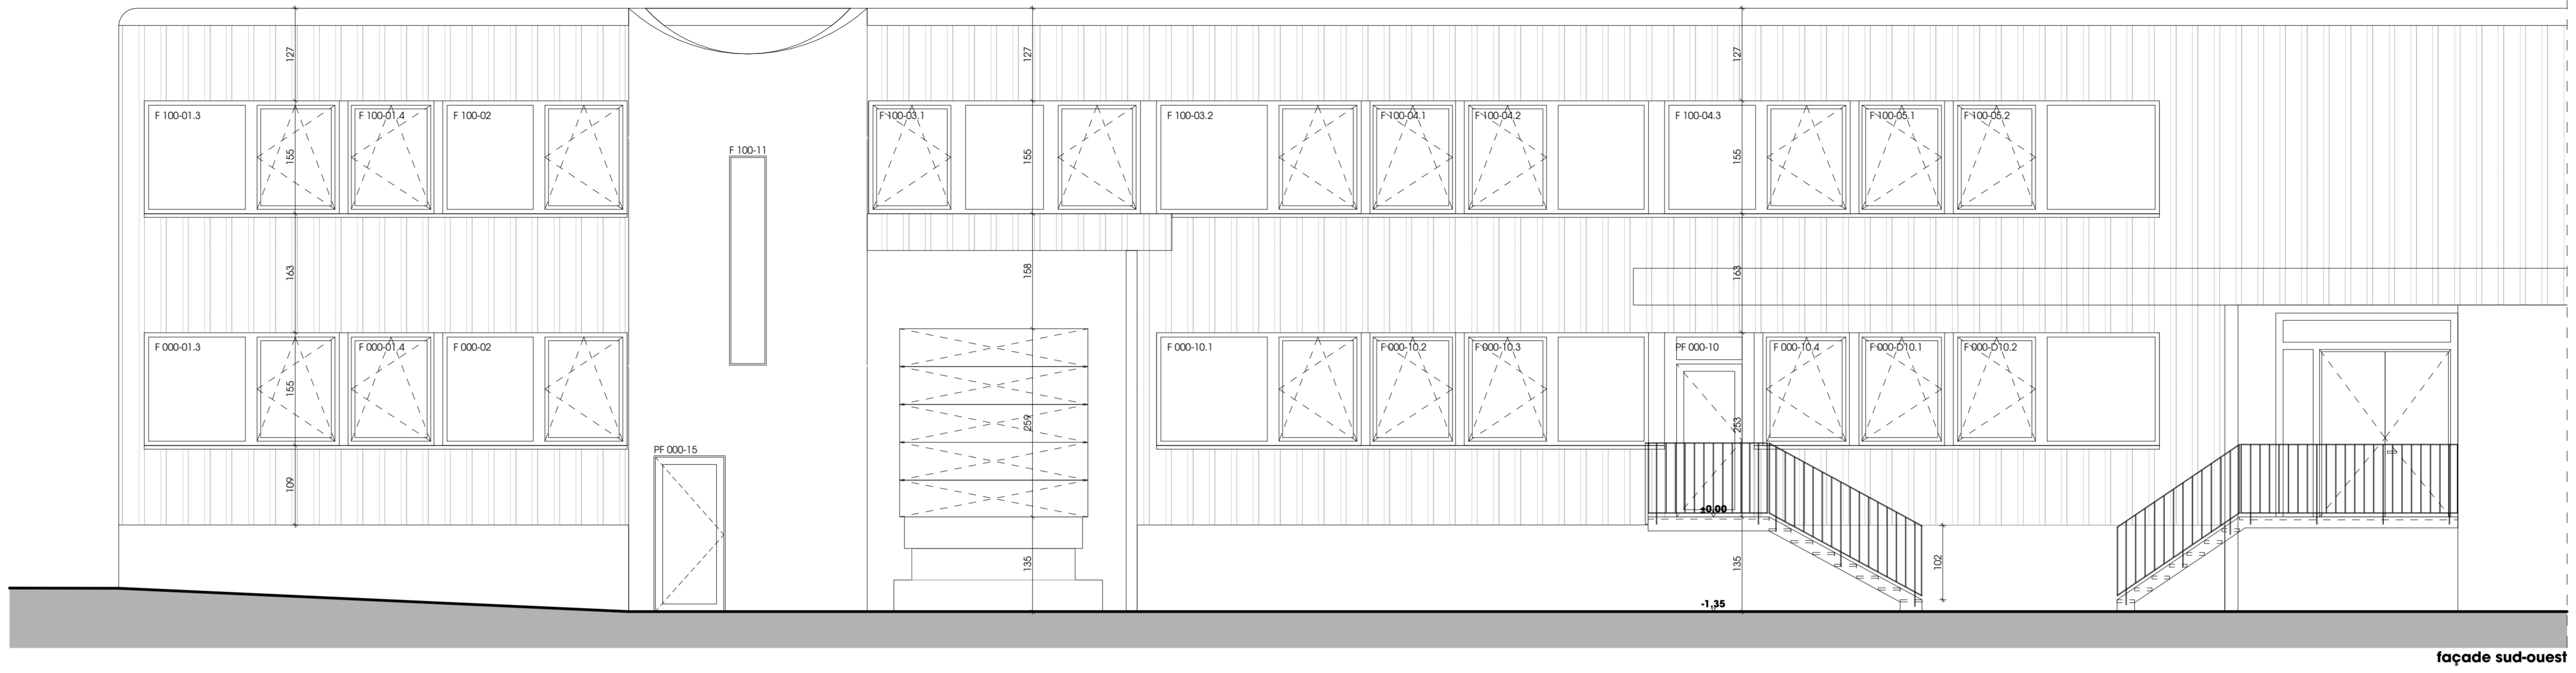 127
127
127
F 100-01.3
F 100-01.4
F 100-02
F 100-03.1
F 100-03.2
F 100-04.1
F 100-04.2
F 100-04.3
F 100-05.1
F 100-05.2
155
155
155
F 100-11
163
158
163
F 000-01.3
F 000-01.4
F 000-02
F 000-10.1
F 000-10.2
F 000-10.3
PF 000-10
F 000-10.4
F 000-D10.1
F 000-D10.2
155
259
253
PF 000-15
109
±0,00
135
135
102
-1,35
façade sud-ouest